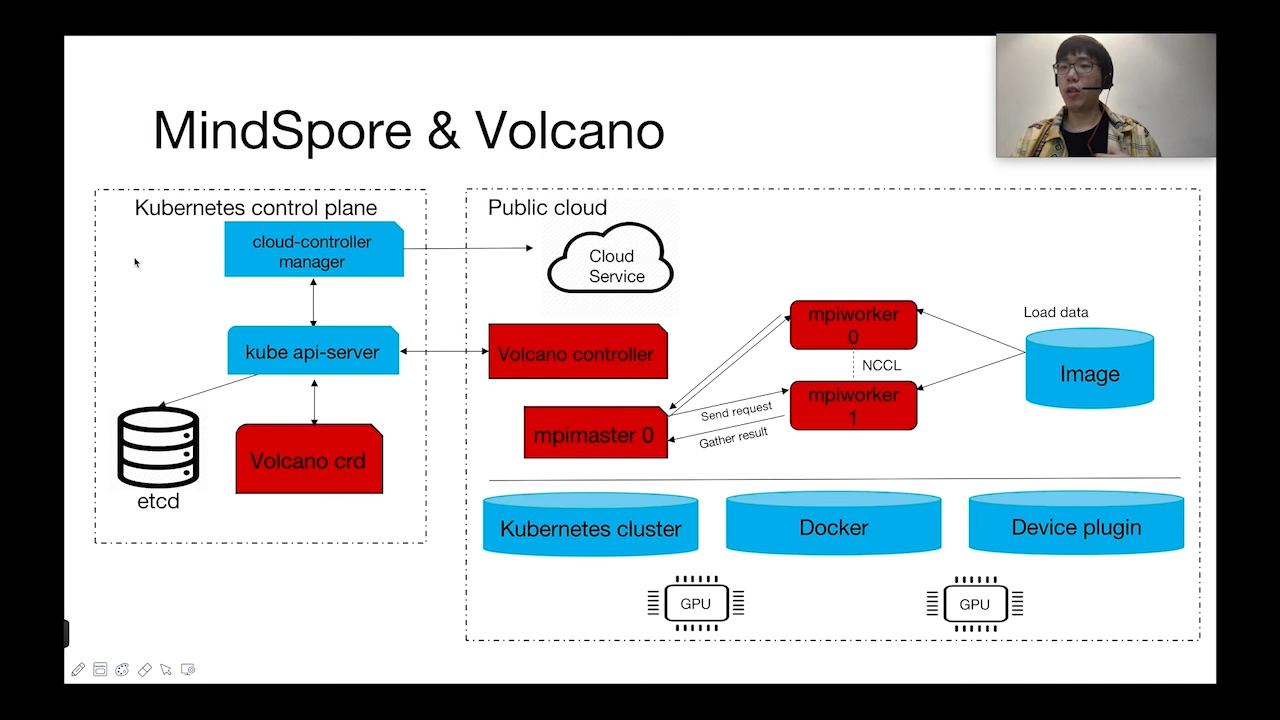 MindSpore & Volcano
Kubernetes control plane
cloud-controller
manager
kube api-server
etcd
Volcano crd
Public cloud
Cloud
Service
Volcano controller
mpimaster 0
Send request
Gather result
mpiworker
0
NCCL
mpiworker
1
Load data
Image
Kubernetes cluster
Docker
Device plugin
GPU
GPU